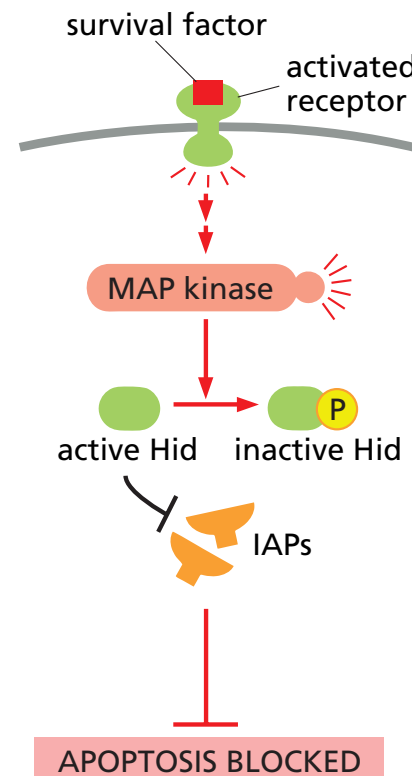 survival factor
activated
receptor
MAP kinase
P
active Hid
inactive Hid
IAPs
APOPTOSIS BLOCKED